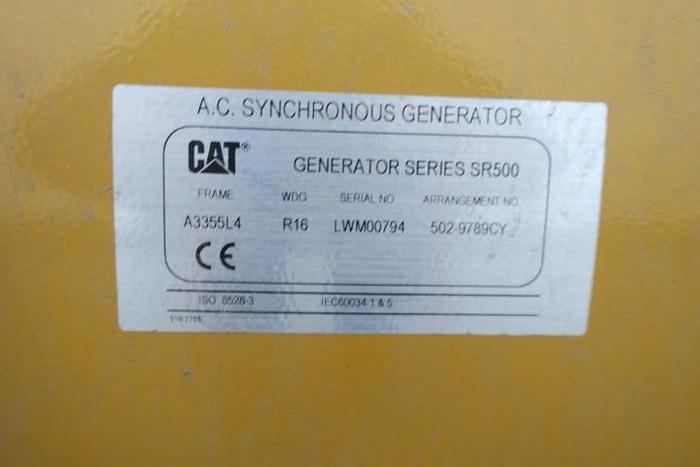 A.C. SYNCHRONOUS GENERATOR
CAT® GENERATOR SERIES SR500
FRAME WDG SERIAL NO ARRANGEMENT NO
A3355L4 R16 LWM00794 502-9789CY
CE
ISO 8528-3 IEC60034-1 & 5